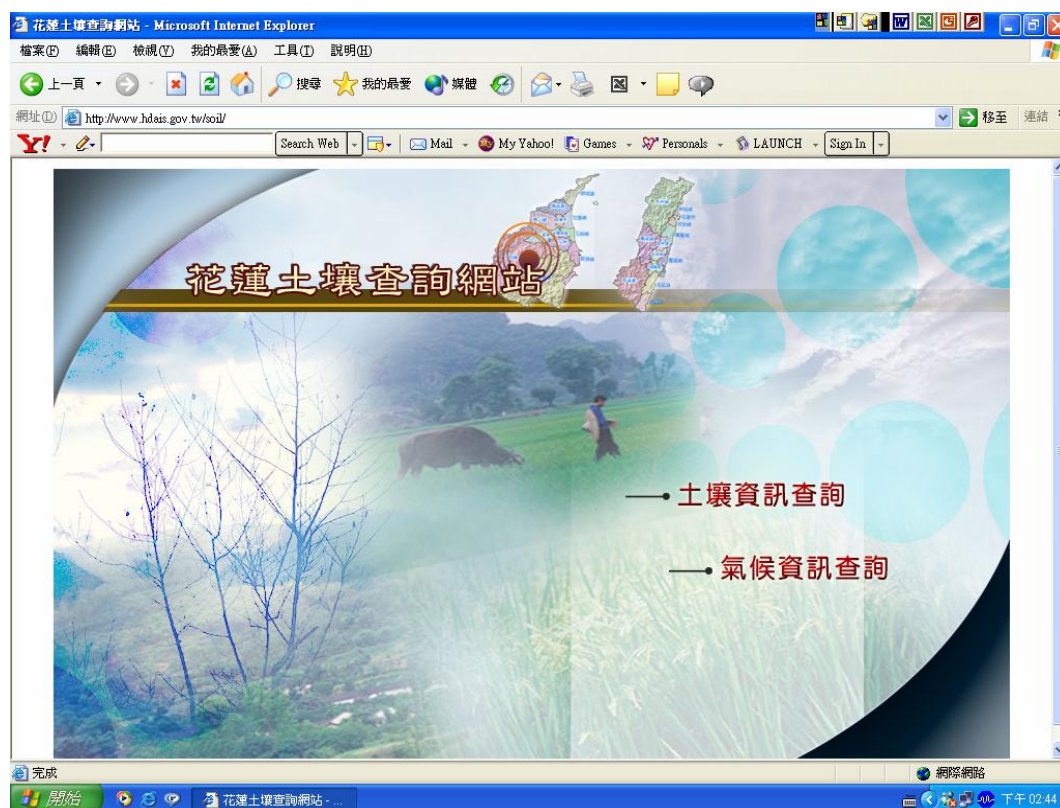 花蓮土壤查詢網站 - Microsoft Internet Explorer
檔案(F) 編輯(E) 檢視(V) 我的最愛(A) 工具(T) 說明(H)
上一頁 搜尋 我的最愛 媒體
網址(D) http://www.hdais.gov.tw/soil/ 移至 連結
Y! Search Web Mail My Yahoo! Games Personals LAUNCH Sign In
花蓮土壤查詢網站
土壤資訊查詢
氣候資訊查詢
完成 網際網路
開始 花蓮土壤查詢網站 - ... 下午 02:44